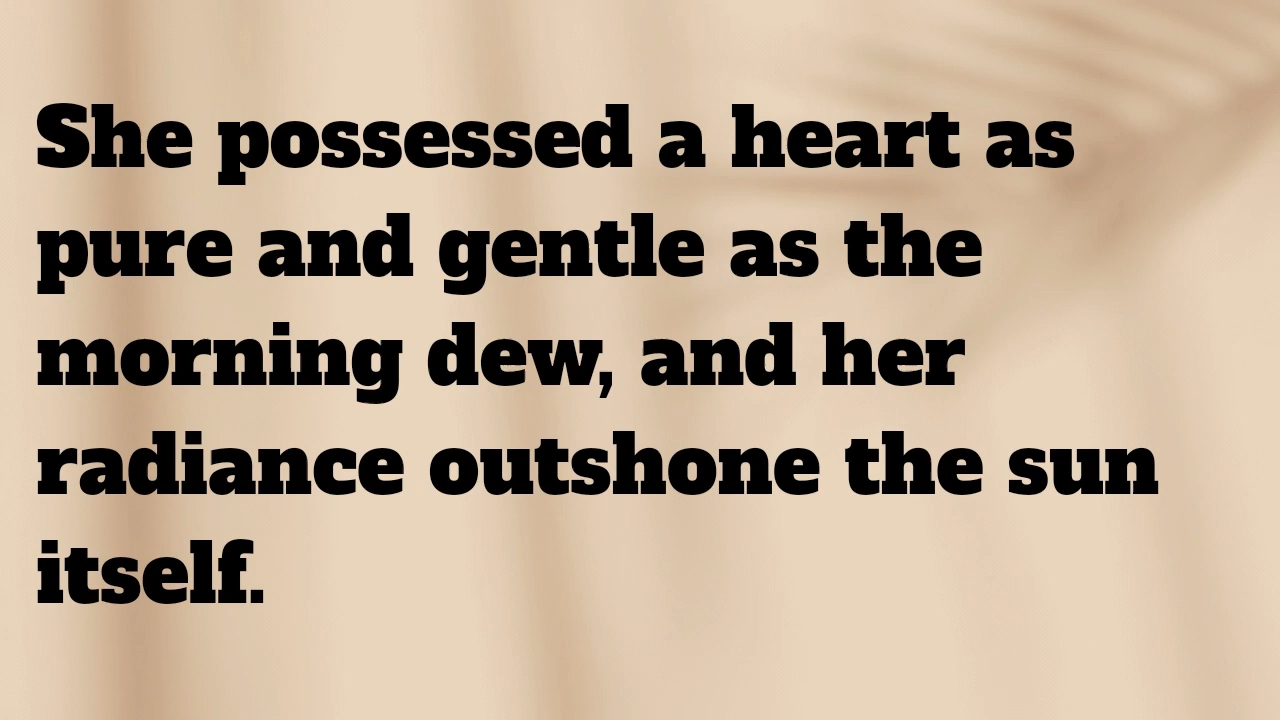 She possessed a heart as
pure and gentle as the
morning dew, and her
radiance outshone the sun
itself.